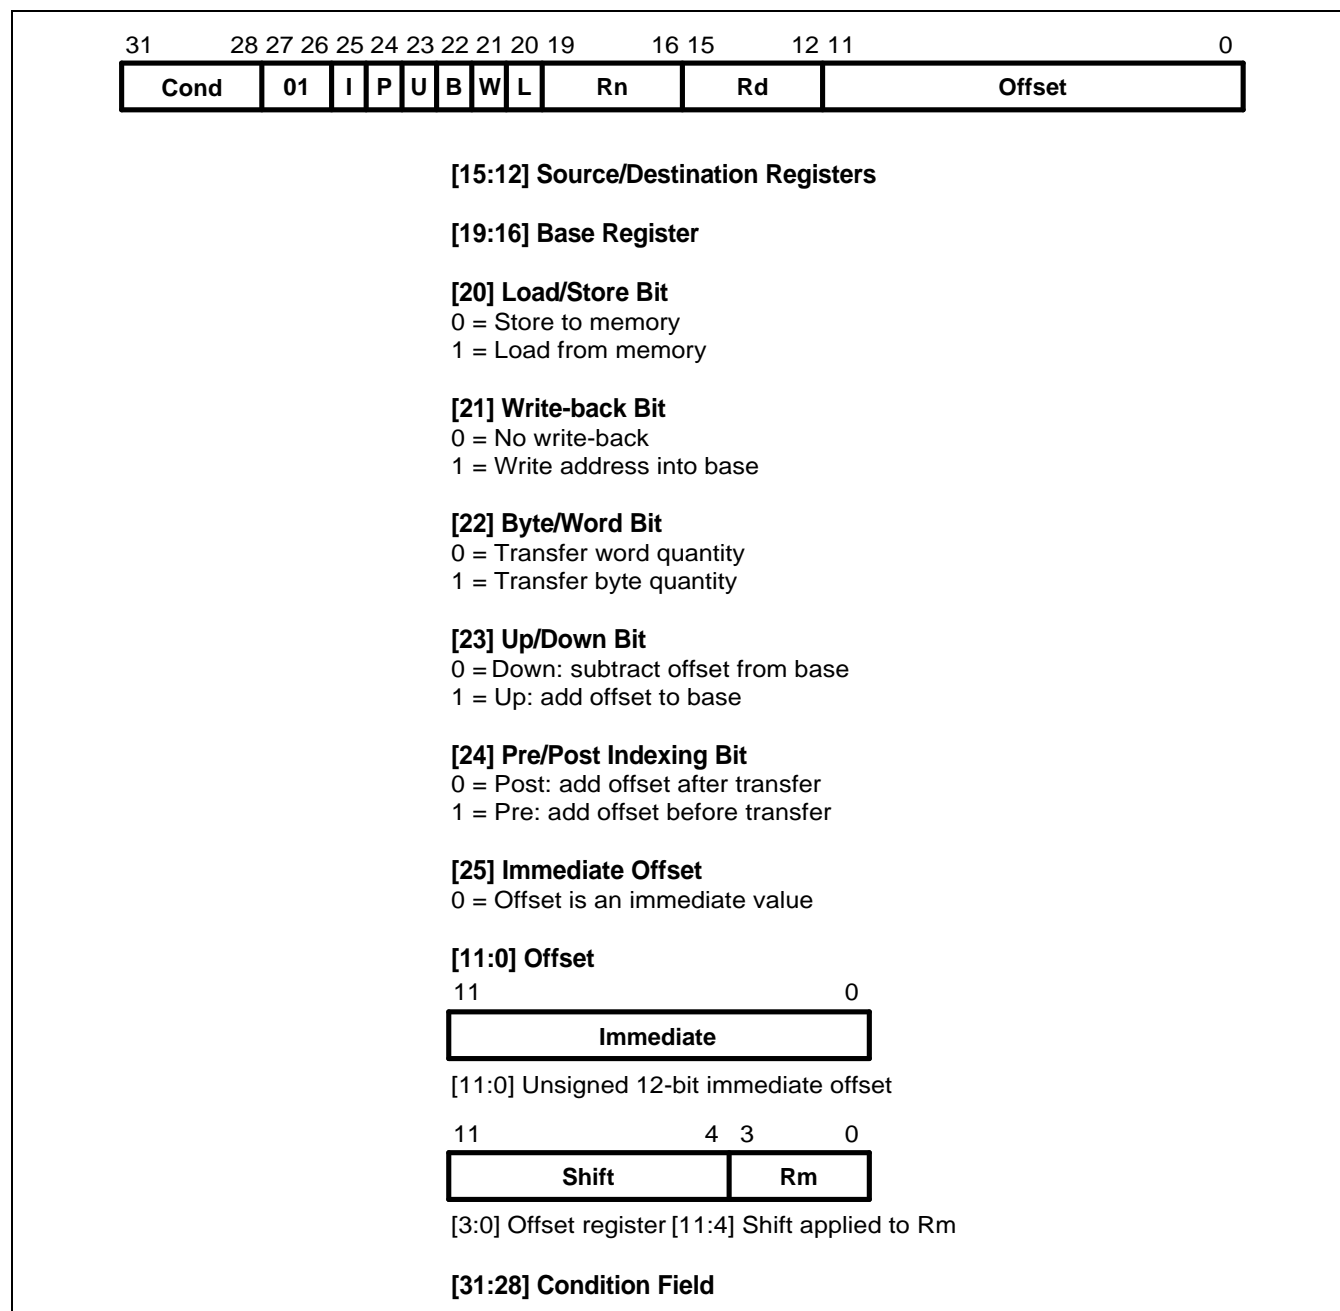 31 28 27 26 25 24 23 22 21 20 19 16 15 12 11 0
Cond 01 I P U B W L Rn Rd Offset
[15:12] Source/Destination Registers
[19:16] Base Register
[20] Load/Store Bit
0 = Store to memory
1 = Load from memory
[21] Write-back Bit
0 = No write-back
1 = Write address into base
[22] Byte/Word Bit
0 = Transfer word quantity
1 = Transfer byte quantity
[23] Up/Down Bit
0 = Down: subtract offset from base
1 = Up: add offset to base
[24] Pre/Post Indexing Bit
0 = Post: add offset after transfer
1 = Pre: add offset before transfer
[25] Immediate Offset
0 = Offset is an immediate value
[11:0] Offset
11 0
Immediate
[11:0] Unsigned 12-bit immediate offset
11 4 3 0
Shift Rm
[3:0] Offset register [11:4] Shift applied to Rm
[31:28] Condition Field